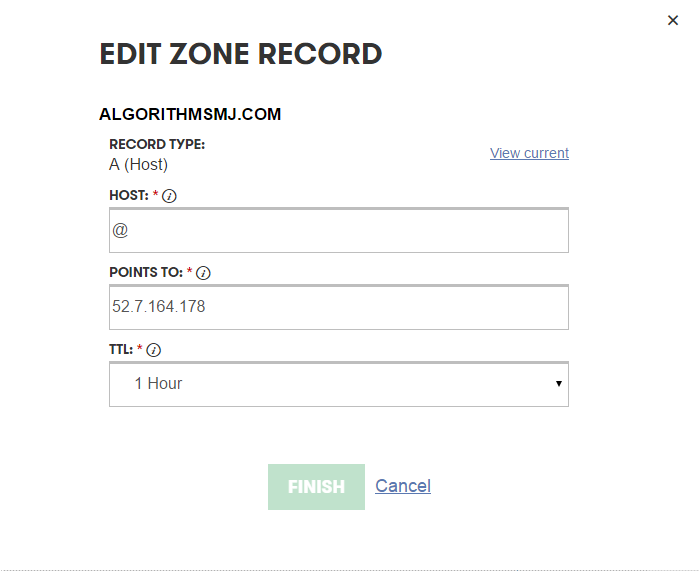 ×
EDIT ZONE RECORD
ALGORITHMSMJ.COM
RECORD TYPE:
A (Host)
View current
HOST: * i
@
POINTS TO: * i
52.7.164.178
TTL: * i
1 Hour
FINISH Cancel